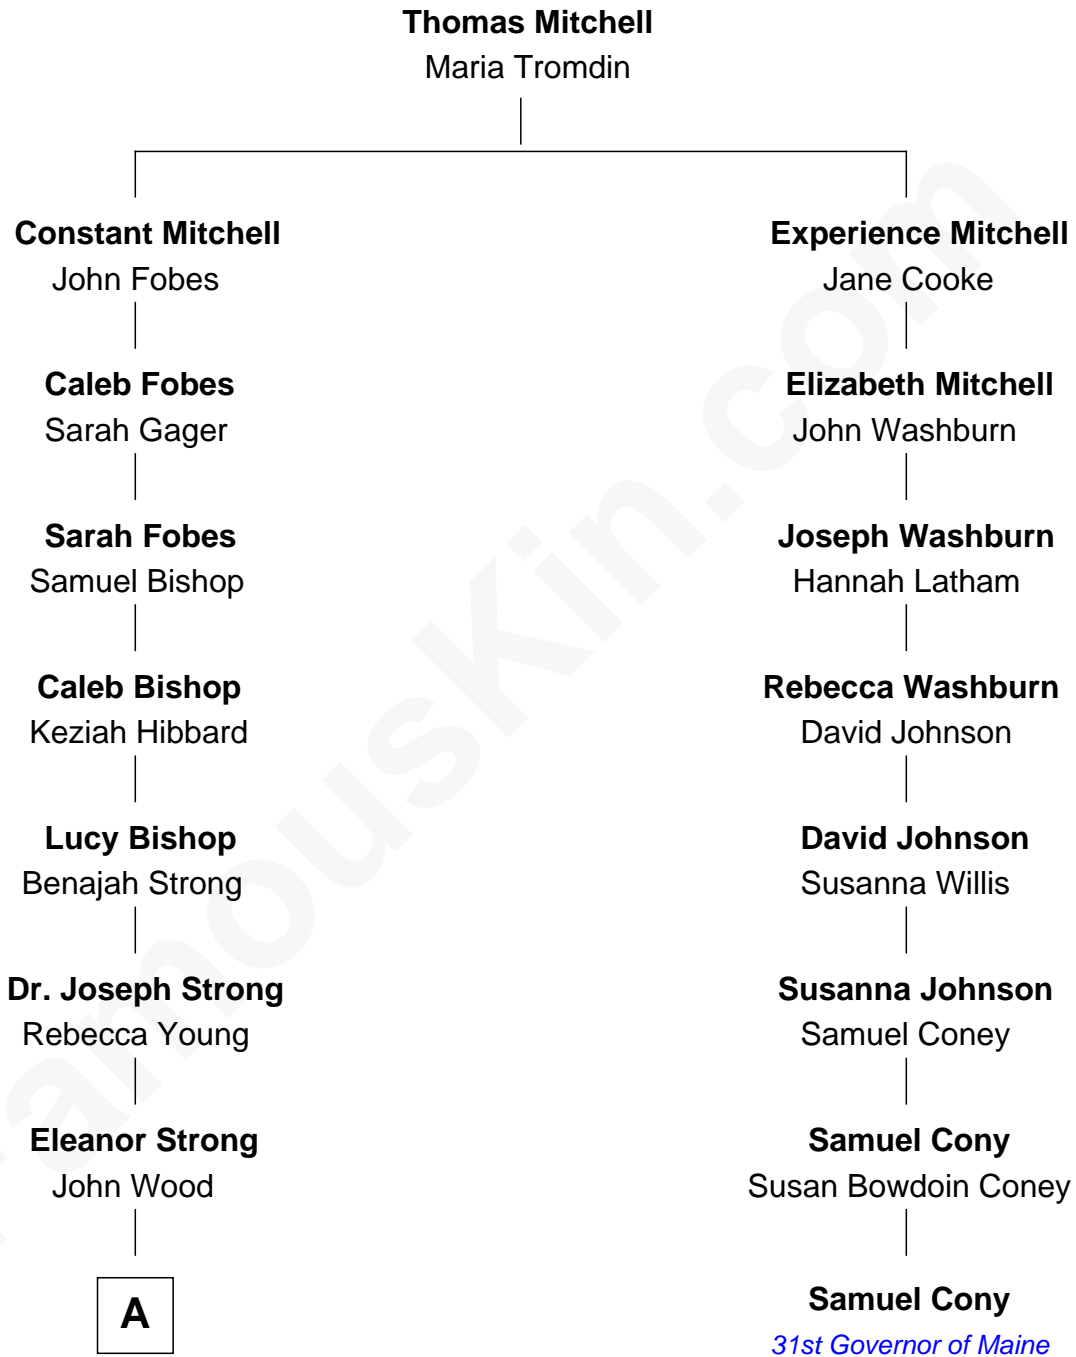 Thomas Mitchell
Maria Tromdin
Constant Mitchell
John Fobes
Experience Mitchell
Jane Cooke
Caleb Fobes
Sarah Gager
Elizabeth Mitchell
John Washburn
Sarah Fobes
Samuel Bishop
Joseph Washburn
Hannah Latham
Caleb Bishop
Keziah Hibbard
Rebecca Washburn
David Johnson
Lucy Bishop
Benajah Strong
David Johnson
Susanna Willis
Dr. Joseph Strong
Rebecca Young
Susanna Johnson
Samuel Coney
Eleanor Strong
John Wood
Samuel Cony
Susan Bowdoin Coney
A
Samuel Cony
31st Governor of Maine
FamousKin.com